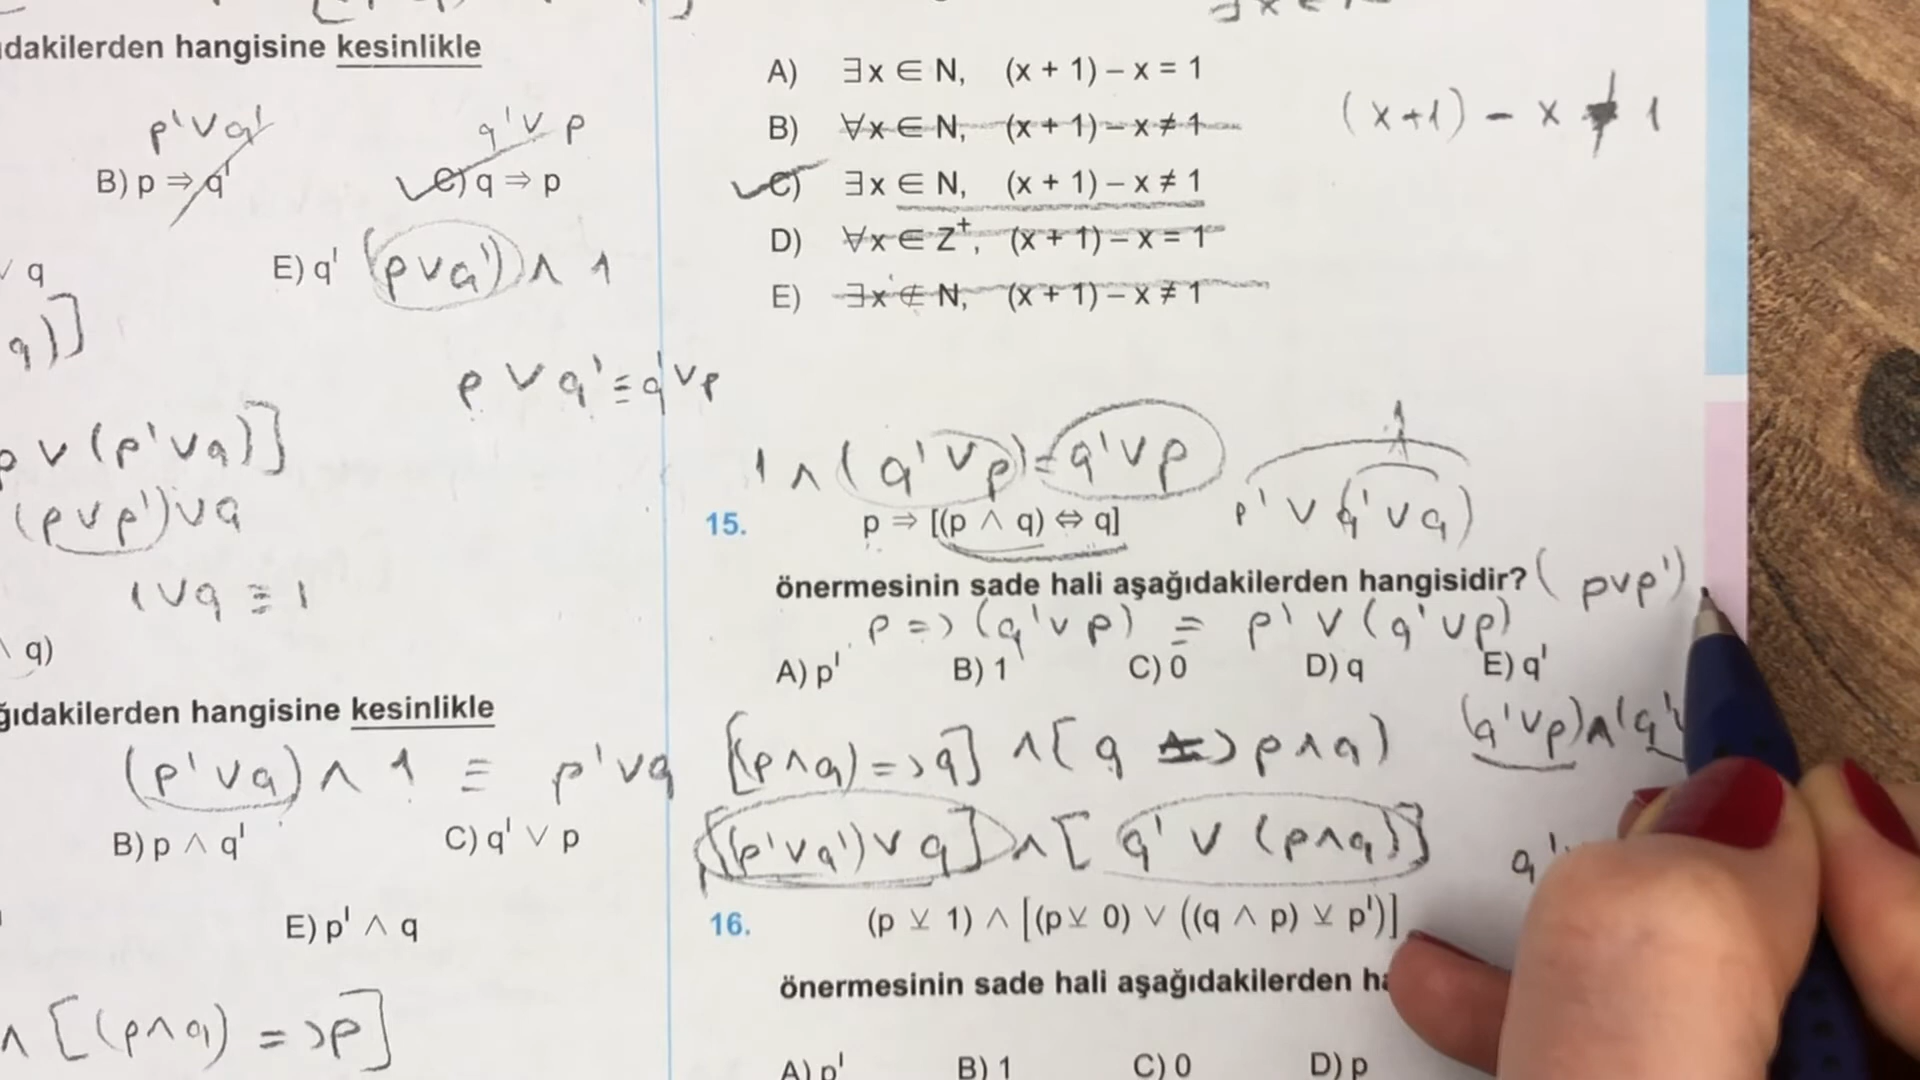 dakilerden hangisine kesinlikle
p' ∨ q'
q' ∨ p
B) p ⇒ q'
C) q ⇒ p
∨ q
E) q'
(p ∨ q') ∧ 1
q)]
p ∨ q' ≡ q' ∨ p
p ∨ (p' ∨ q)]
(p ∨ p') ∨ q
1 ∨ q ≡ 1
∧ q)
ğıdakilerden hangisine kesinlikle
(p' ∨ q) ∧ 1 ≡ p' ∨ q
B) p ∧ q'
C) q' ∨ p
E) p' ∧ q
∧ [(p ∧ q) => p]
A) ∃x ∈ N, (x + 1) – x = 1
B) ∀x ∈ N, (x + 1) – x ≠ 1
C) ∃x ∈ N, (x + 1) – x ≠ 1
D) ∀x ∈ Z⁺, (x + 1) – x = 1
E) ∃x ∉ N, (x + 1) – x ≠ 1
(x+1) - x ≠ 1
1 ∧ (q' ∨ p) = q' ∨ p
1
p' ∨ (q' ∨ q)
15. p ⇒ [(p ∧ q) ⇔ q]
önermesinin sade hali aşağıdakilerden hangisidir?
(p ∨ p')
p => (q' ∨ p) ≡ p' ∨ (q' ∨ p)
A) p' B) 1 C) 0 D) q E) q'
[(p ∧ q) => q] ∧ [q => p ∧ q)
(q' ∨ p) ∧ (q'
[(p' ∨ q') ∨ q] ∧ [q' ∨ (p ∧ q)]
q'
16. (p ⊻ 1) ∧ [(p ⊻ 0) ∨ ((q ∧ p) ⊻ p')]
önermesinin sade hali aşağıdakilerden
A) p' B) 1 C) 0 D) p